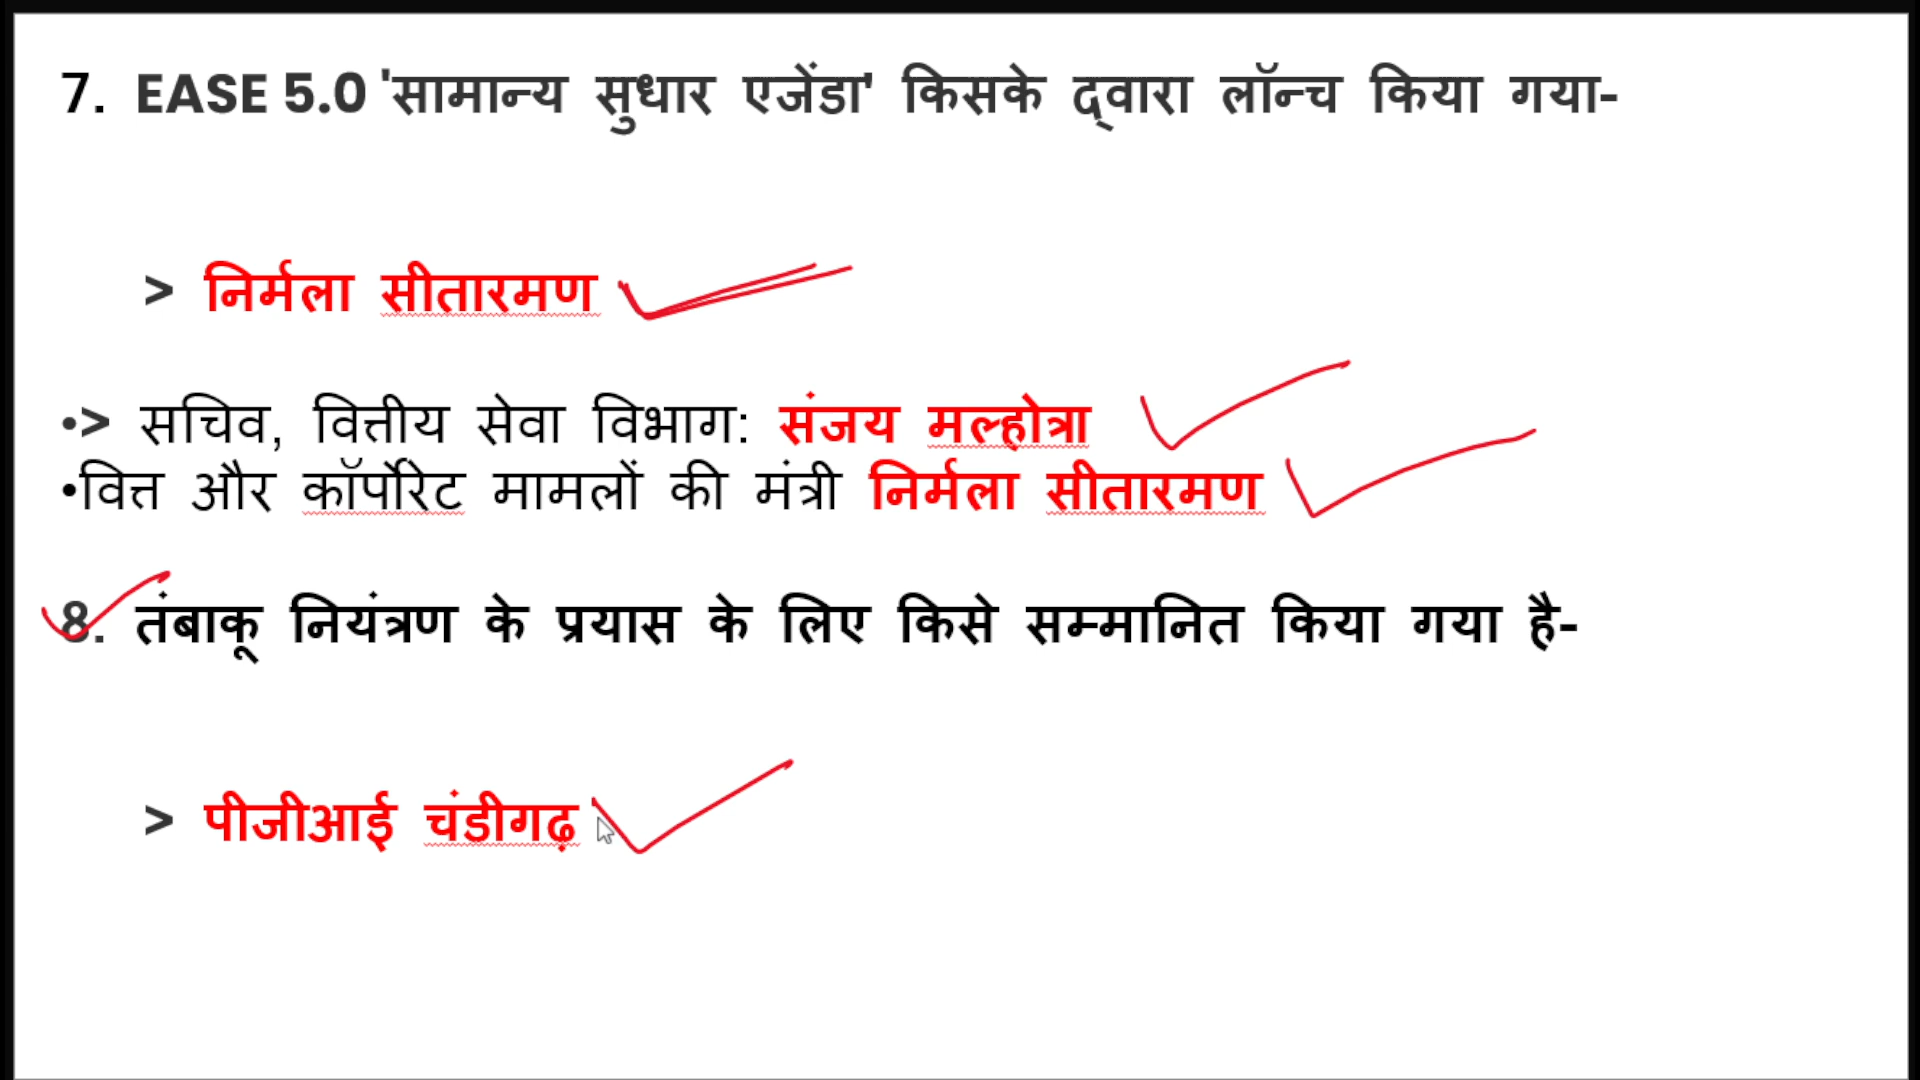 7. EASE 5.0 'सामान्य सुधार एजेंडा' किसके द्वारा लॉन्च किया गया-
> निर्मला सीतारमण
•> सचिव, वित्तीय सेवा विभाग: संजय मल्होत्रा
•वित्त और कॉर्पोरेट मामलों की मंत्री निर्मला सीतारमण
8. तंबाकू नियंत्रण के प्रयास के लिए किसे सम्मानित किया गया है-
> पीजीआई चंडीगढ़